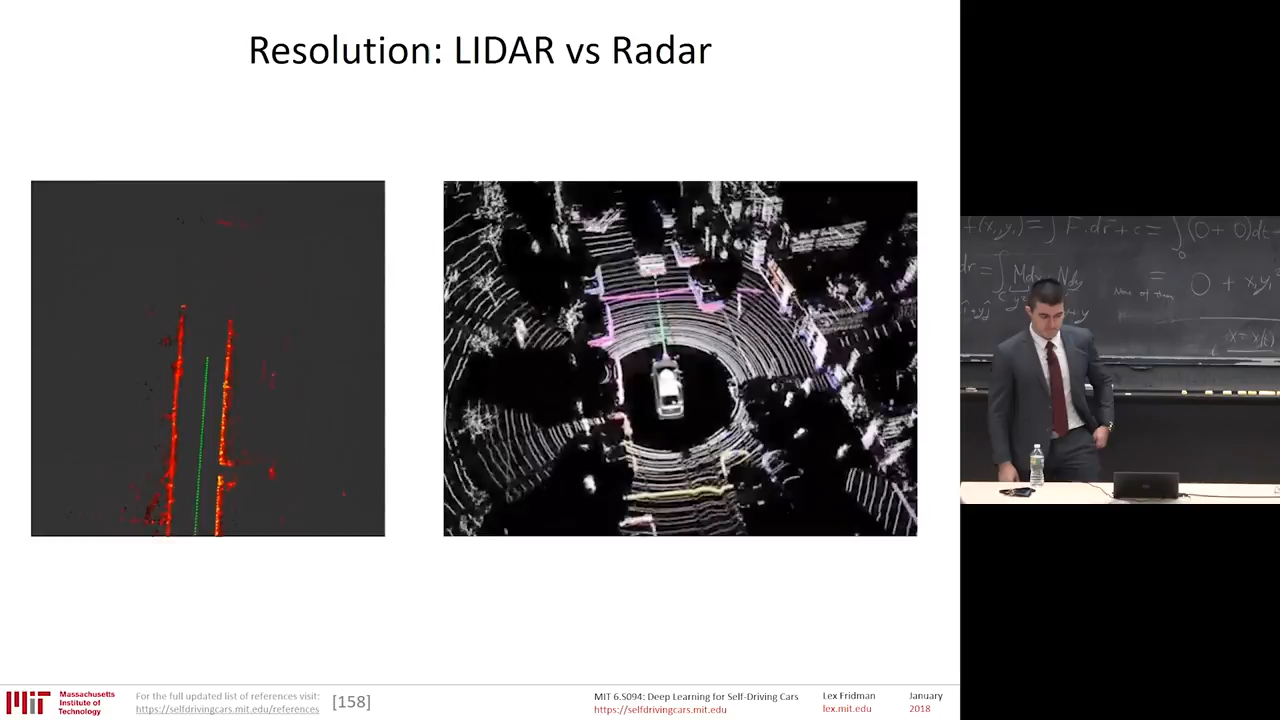 Resolution: LIDAR vs Radar
Massachusetts
Institute of
Technology
For the full updated list of references visit:
https://selfdrivingcars.mit.edu/references
[158]
MIT 6.S094: Deep Learning for Self-Driving Cars
https://selfdrivingcars.mit.edu
Lex Fridman
lex.mit.edu
January
2018